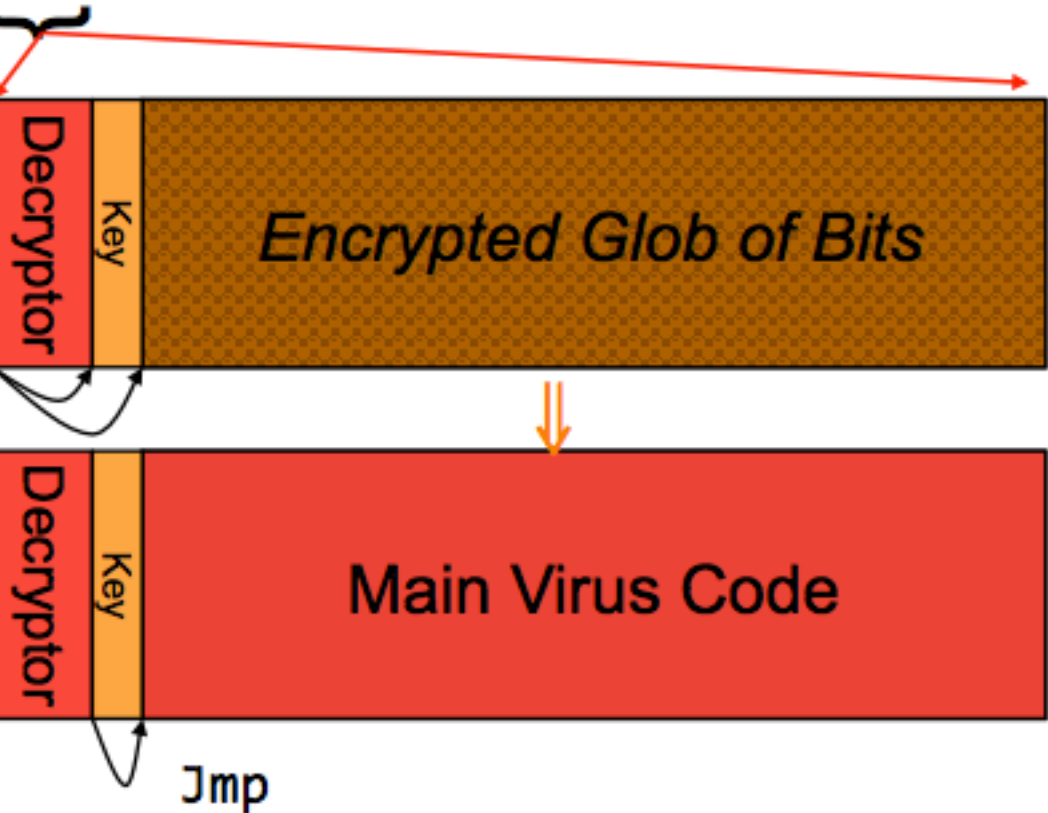 Decryptor
Key
Encrypted Glob of Bits
Decryptor
Key
Main Virus Code
Jmp